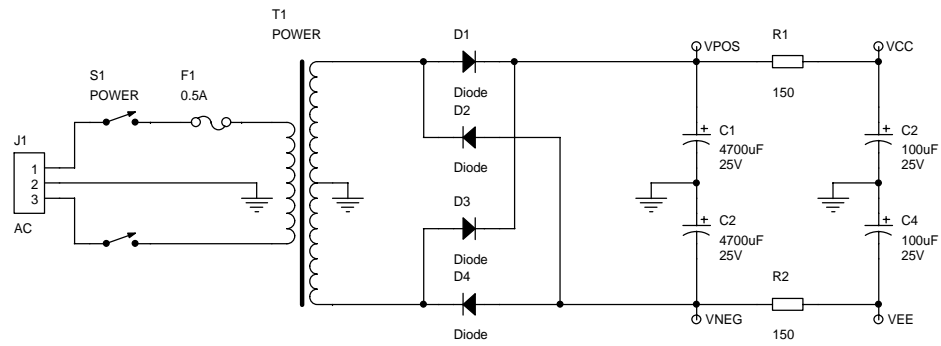 T1
POWER
S1
POWER
F1
0.5A
J1
1
2
3
AC
D1
Diode
D2
Diode
D3
Diode
D4
Diode
VPOS
R1
150
VCC
+
C1
4700uF
25V
+
C2
100uF
25V
+
C2
4700uF
25V
+
C4
100uF
25V
R2
150
VNEG
VEE